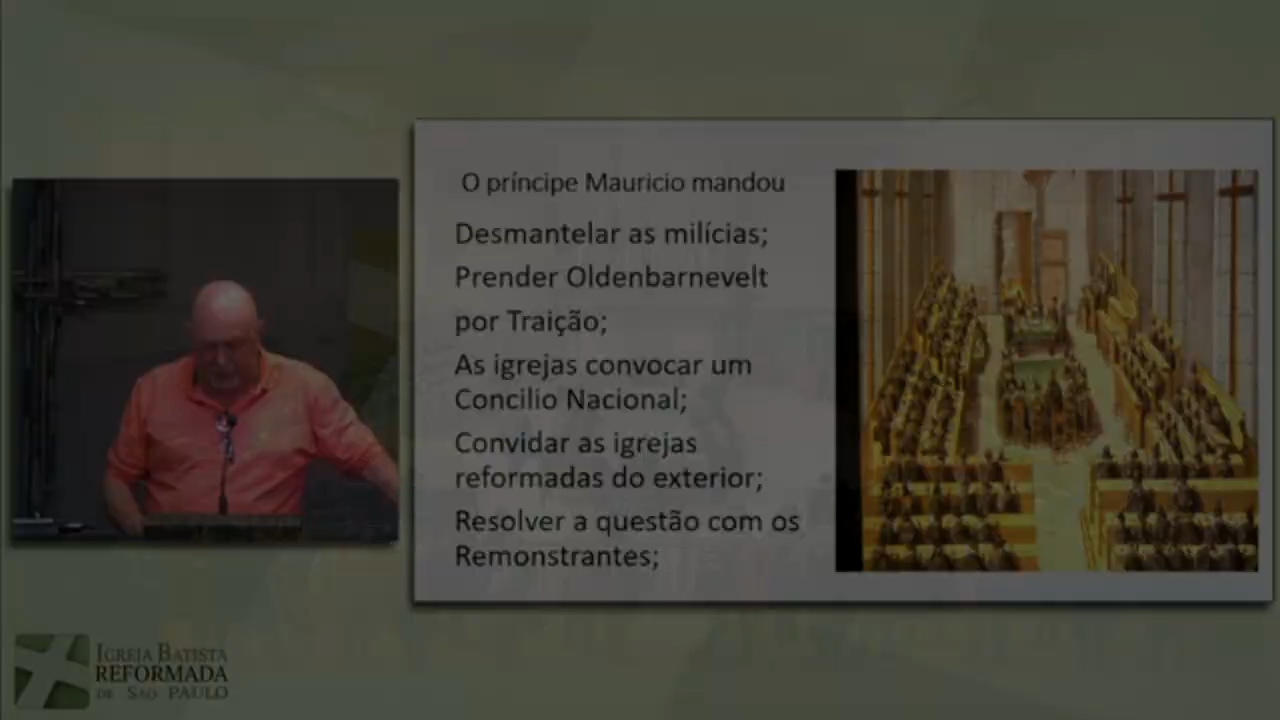 O príncipe Mauricio mandou
Desmantelar as milícias;
Prender Oldenbarnevelt
por Traição;
As igrejas convocar um
Concilio Nacional;
Convidar as igrejas
reformadas do exterior;
Resolver a questão com os
Remonstrantes;
IGREJA BATISTA
REFORMADA
DE SÃO PAULO